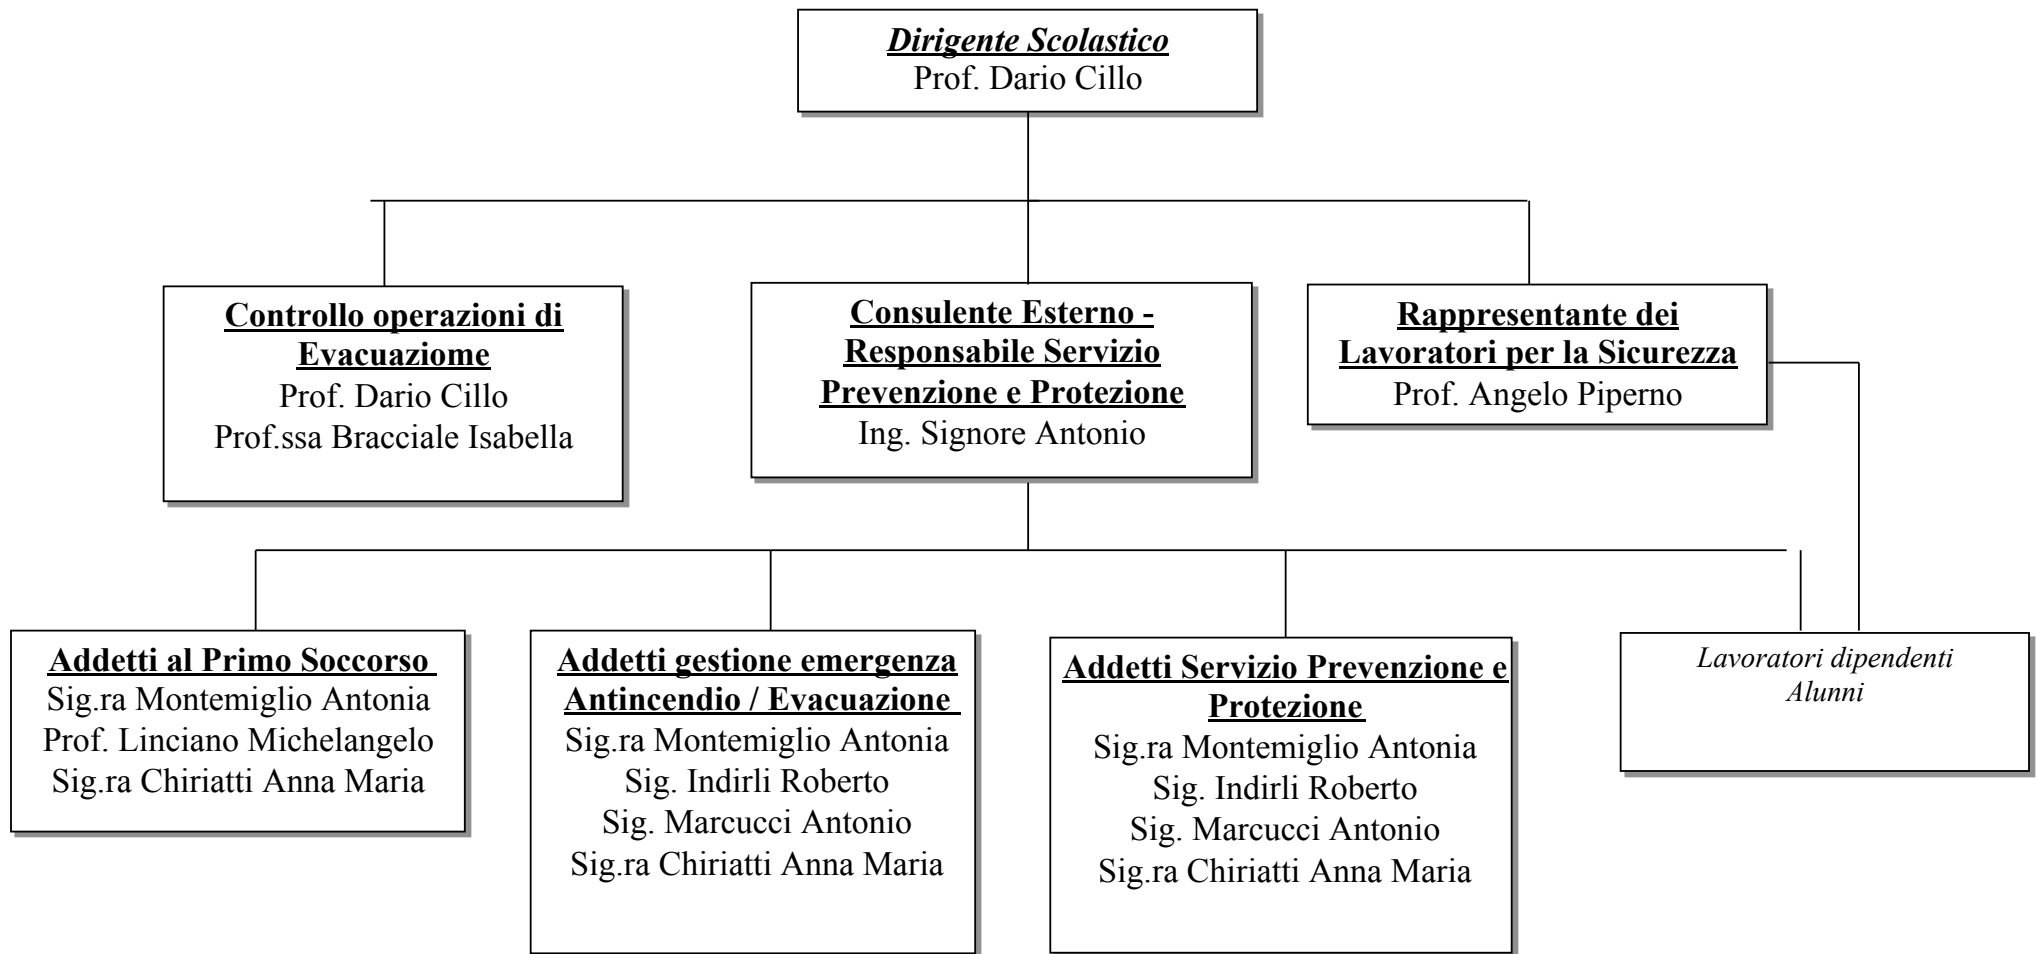 Dirigente Scolastico
Prof. Dario Cillo
Controllo operazioni di
Evacuaziome
Prof. Dario Cillo
Prof.ssa Bracciale Isabella
Consulente Esterno -
Responsabile Servizio
Prevenzione e Protezione
Ing. Signore Antonio
Rappresentante dei
Lavoratori per la Sicurezza
Prof. Angelo Piperno
Addetti al Primo Soccorso
Sig.ra Montemiglio Antonia
Prof. Linciano Michelangelo
Sig.ra Chiriatti Anna Maria
Addetti gestione emergenza
Antincendio / Evacuazione
Sig.ra Montemiglio Antonia
Sig. Indirli Roberto
Sig. Marcucci Antonio
Sig.ra Chiriatti Anna Maria
Addetti Servizio Prevenzione e
Protezione
Sig.ra Montemiglio Antonia
Sig. Indirli Roberto
Sig. Marcucci Antonio
Sig.ra Chiriatti Anna Maria
Lavoratori dipendenti
Alunni